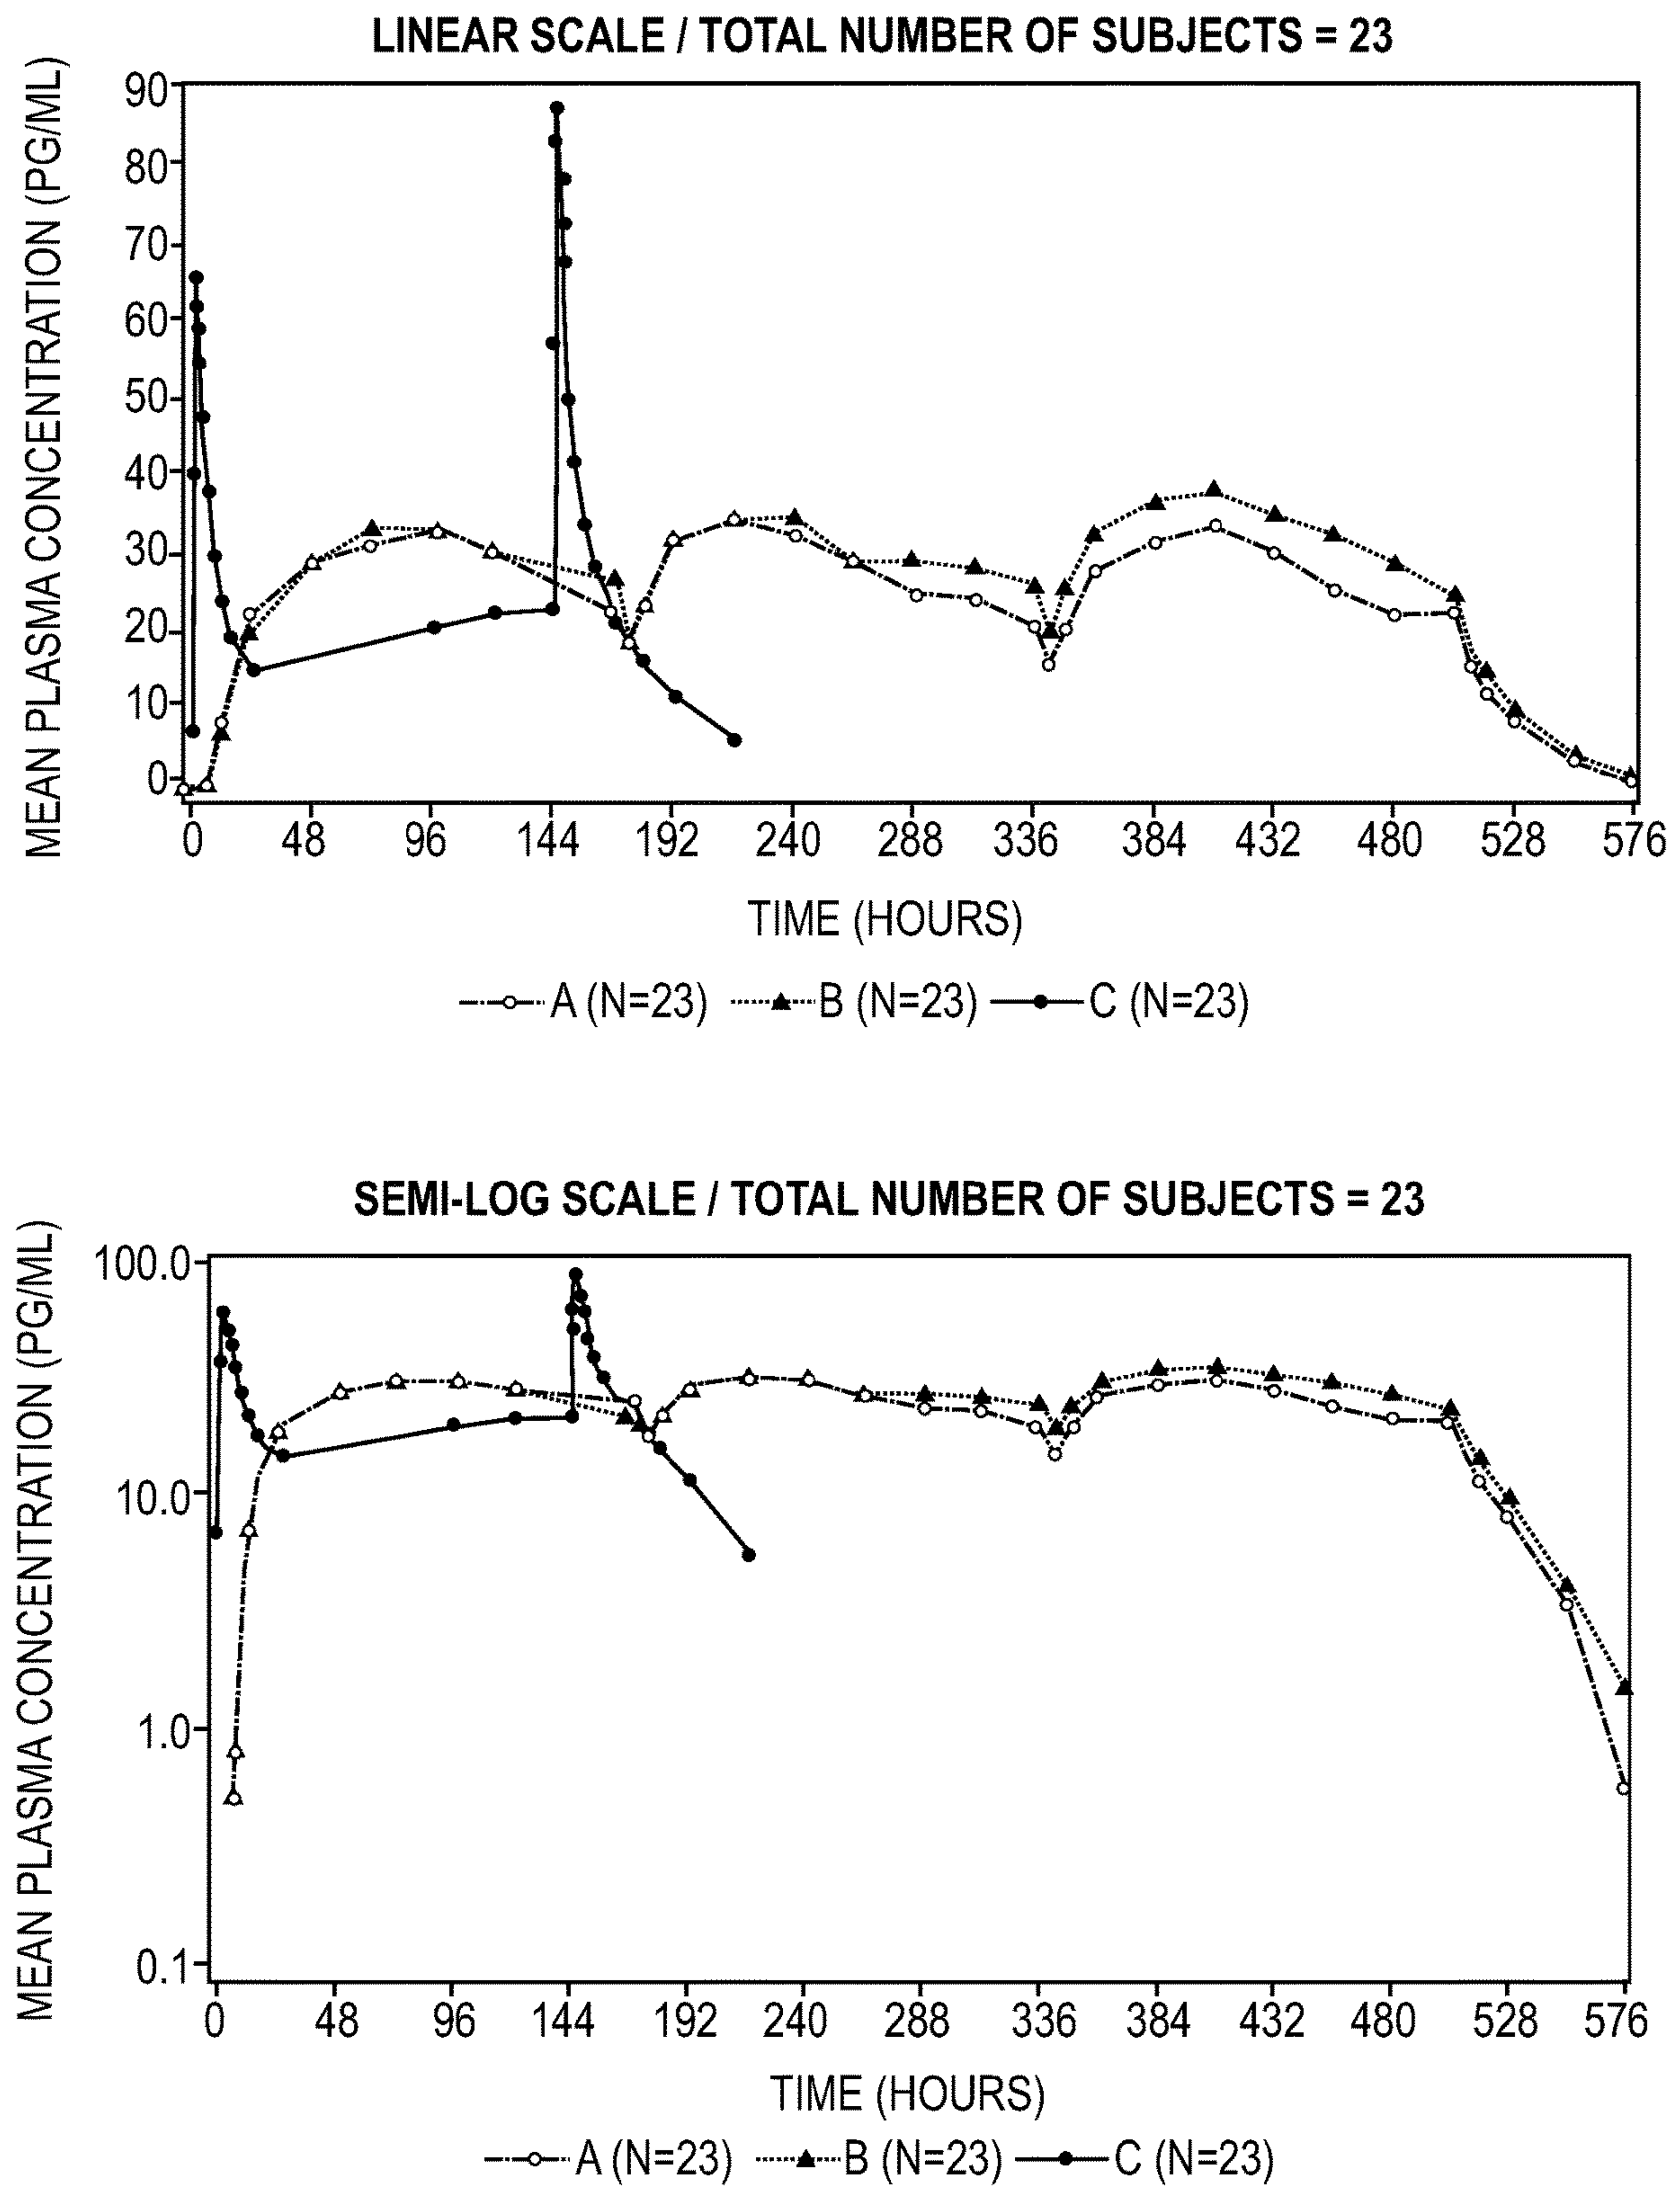 LINEAR SCALE / TOTAL NUMBER OF SUBJECTS = 23
MEAN PLASMA CONCENTRATION (PG/ML)
90
80
70
60
50
40
30
20
10
0
0 48 96 144 192 240 288 336 384 432 480 528 576
TIME (HOURS)
A (N=23) B (N=23) C (N=23)
SEMI-LOG SCALE / TOTAL NUMBER OF SUBJECTS = 23
MEAN PLASMA CONCENTRATION (PG/ML)
100.0
10.0
1.0
0.1
0 48 96 144 192 240 288 336 384 432 480 528 576
TIME (HOURS)
A (N=23) B (N=23) C (N=23)